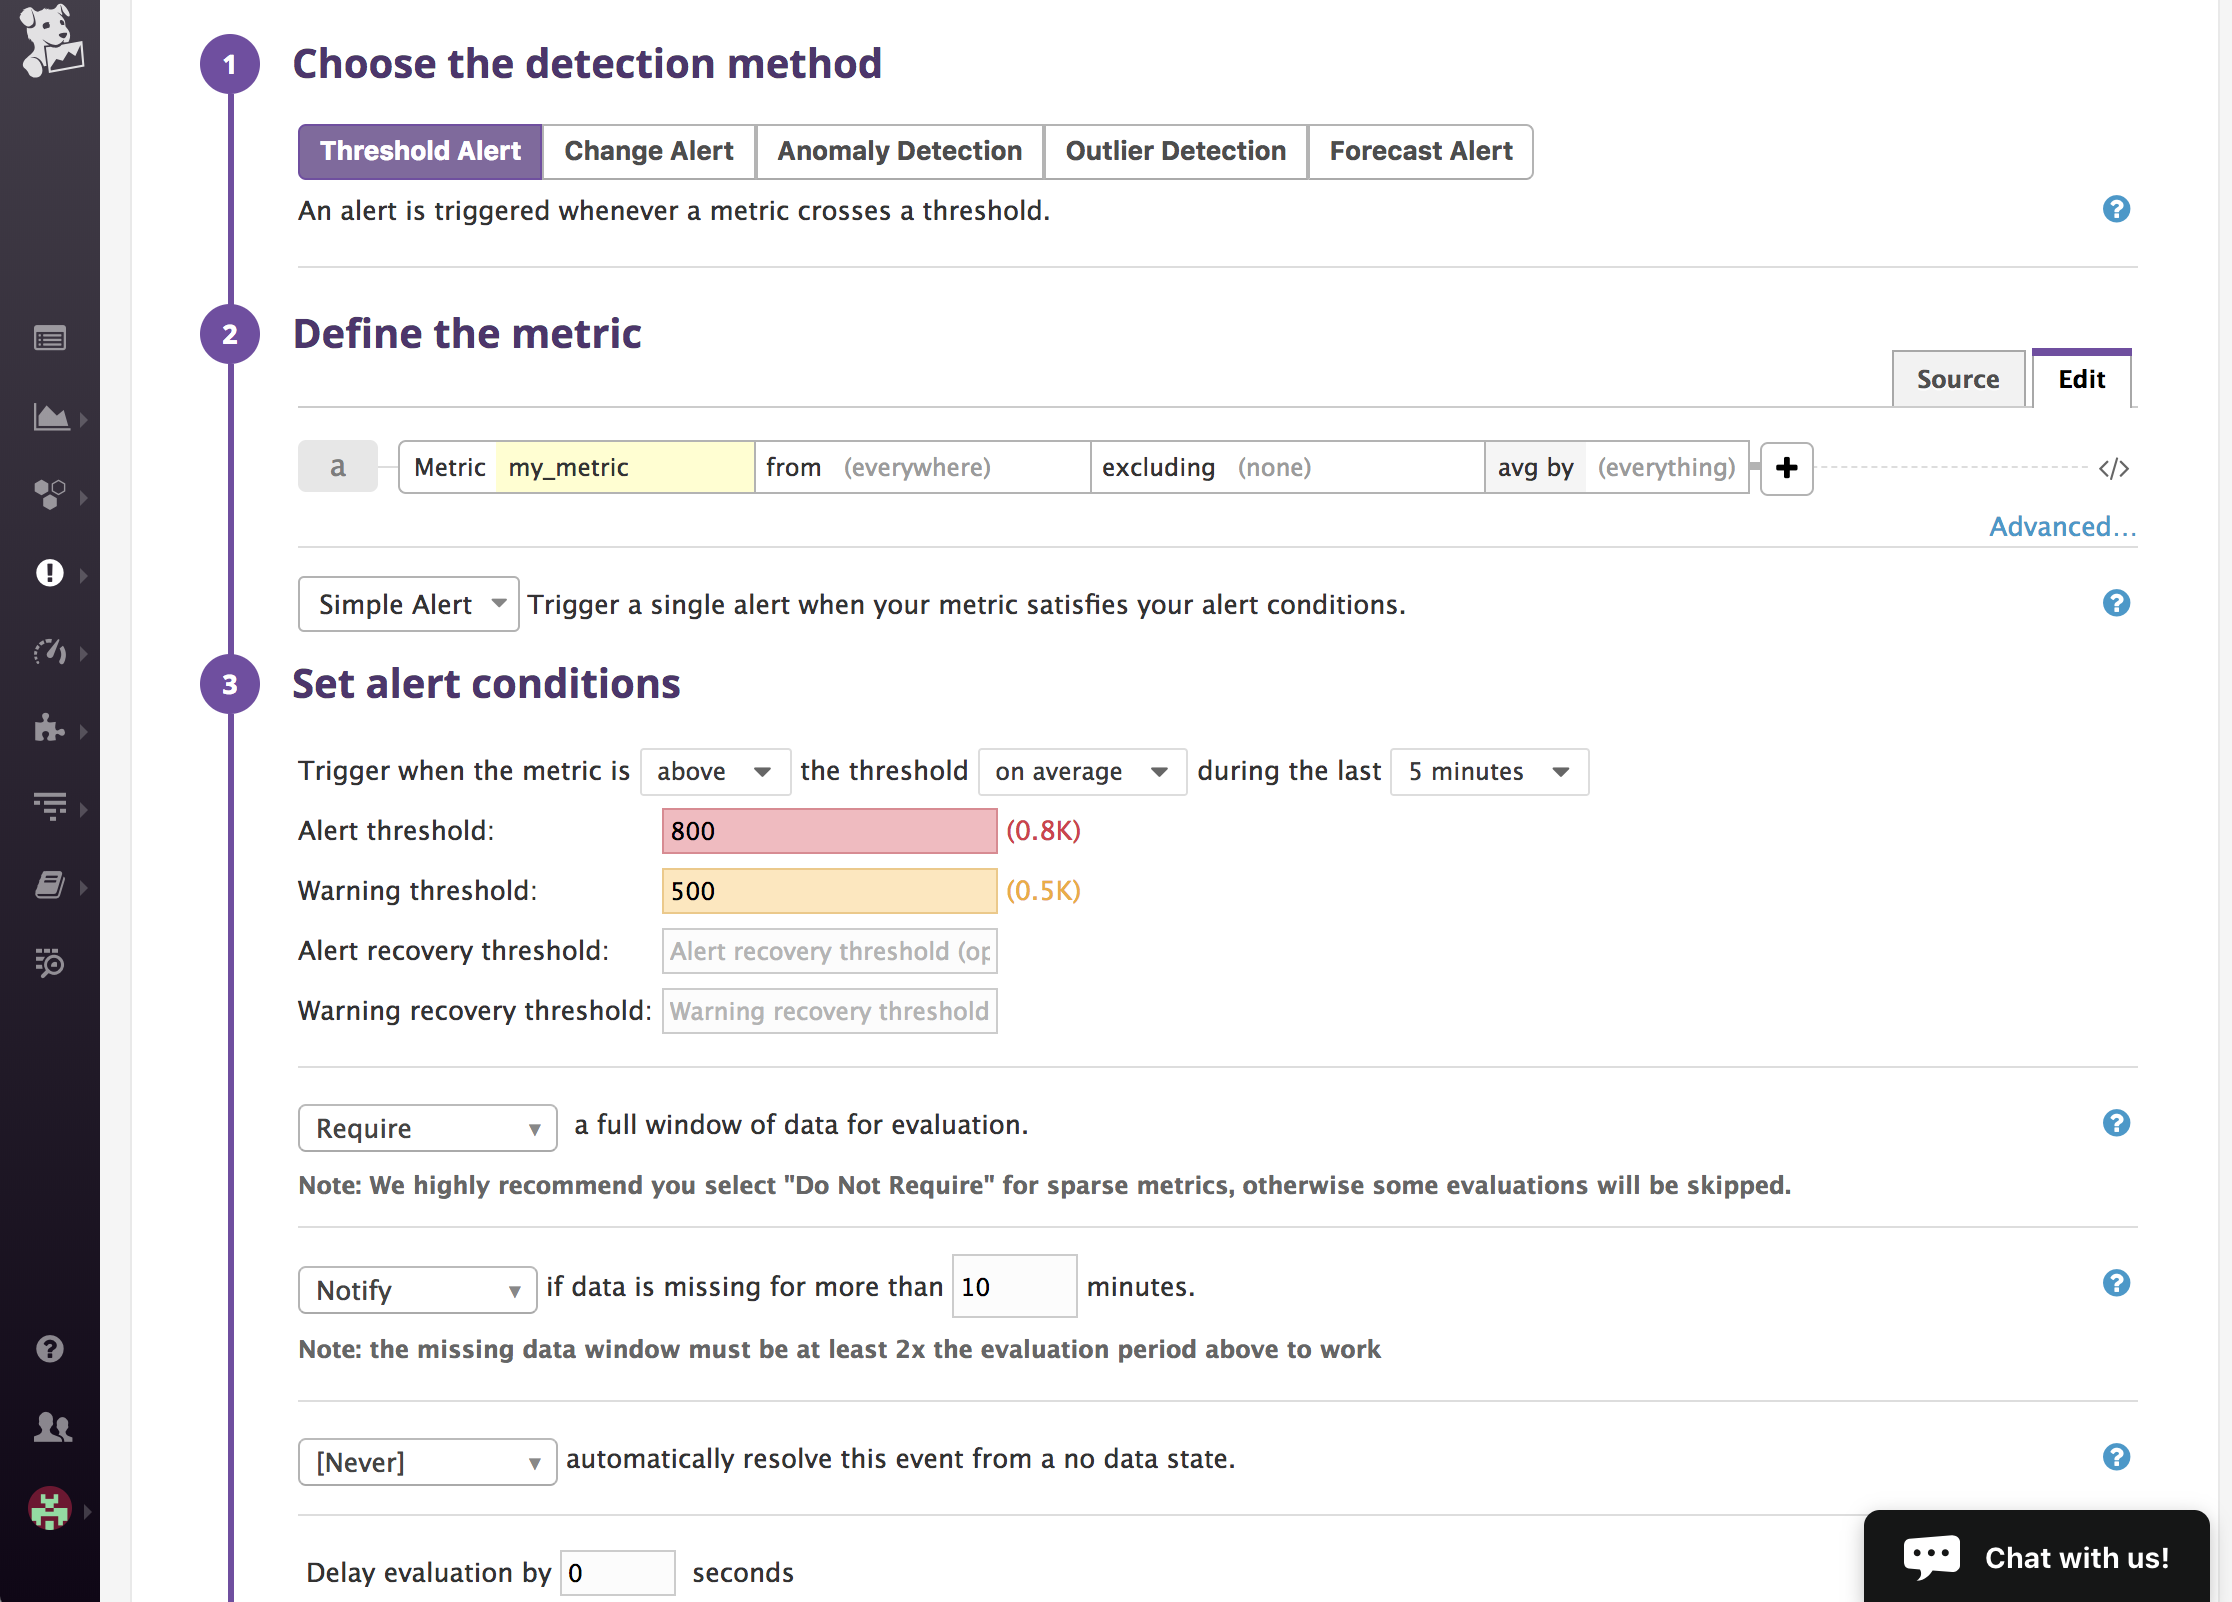 1 Choose the detection method
Threshold Alert Change Alert Anomaly Detection Outlier Detection Forecast Alert
An alert is triggered whenever a metric crosses a threshold. ?
2 Define the metric
Source Edit
a Metric my_metric from (everywhere) excluding (none) avg by (everything) + </>
Advanced...
Simple Alert Trigger a single alert when your metric satisfies your alert conditions. ?
3 Set alert conditions
Trigger when the metric is above the threshold on average during the last 5 minutes
Alert threshold: 800 (0.8K)
Warning threshold: 500 (0.5K)
Alert recovery threshold: Alert recovery threshold (op
Warning recovery threshold: Warning recovery threshold
Require a full window of data for evaluation. ?
Note: We highly recommend you select "Do Not Require" for sparse metrics, otherwise some evaluations will be skipped.
Notify if data is missing for more than 10 minutes. ?
Note: the missing data window must be at least 2x the evaluation period above to work
[Never] automatically resolve this event from a no data state. ?
Delay evaluation by 0 seconds
Chat with us!